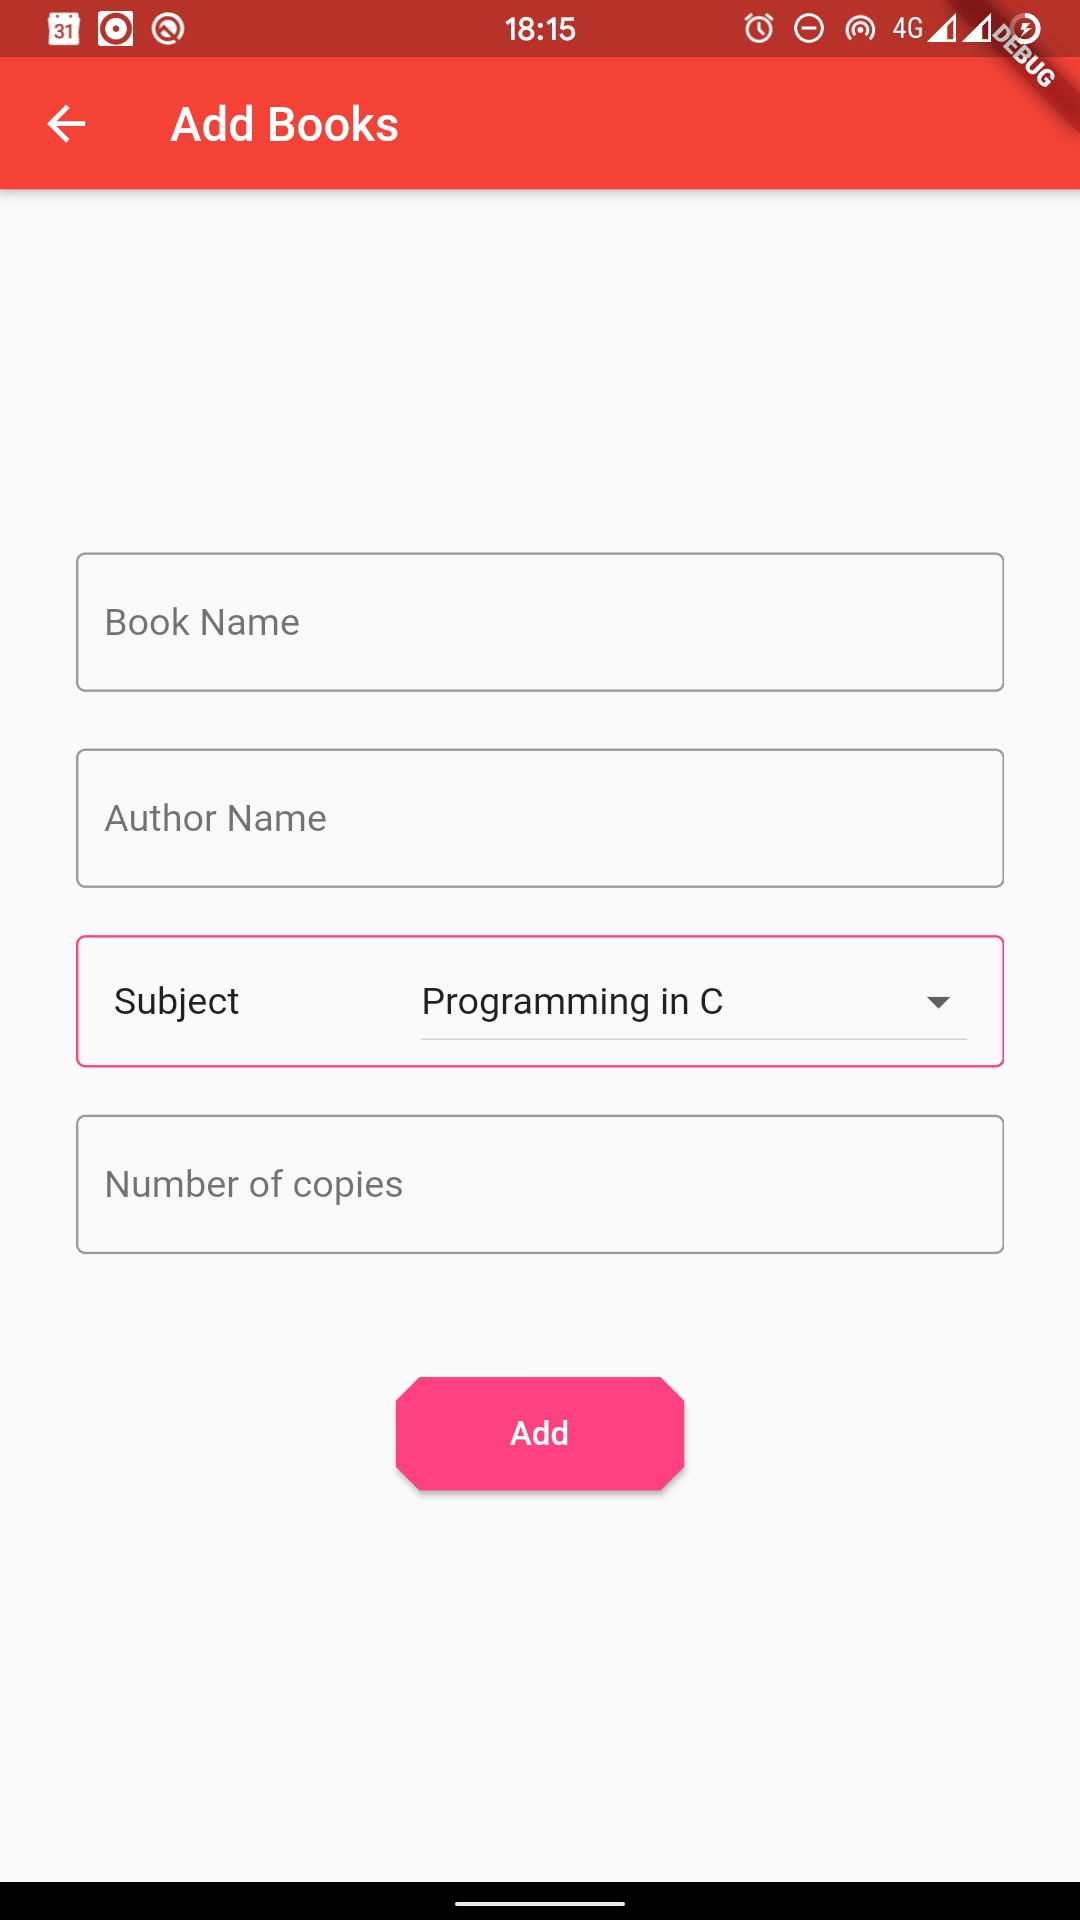 31 18:15 4G
DEBUG
Add Books
Book Name
Author Name
Subject Programming in C
Number of copies
Add